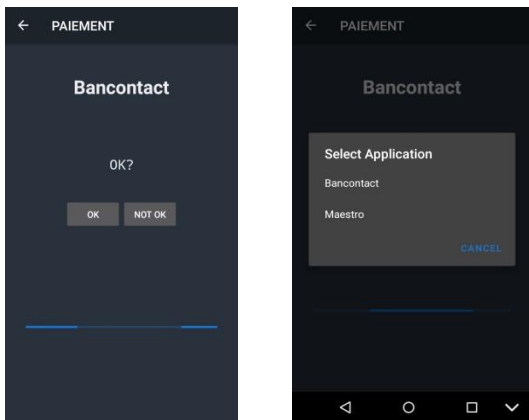 PAIEMENT
Bancontact
OK?
OK NOT OK
PAIEMENT
Bancontact
Select Application
Bancontact
Maestro
CANCEL